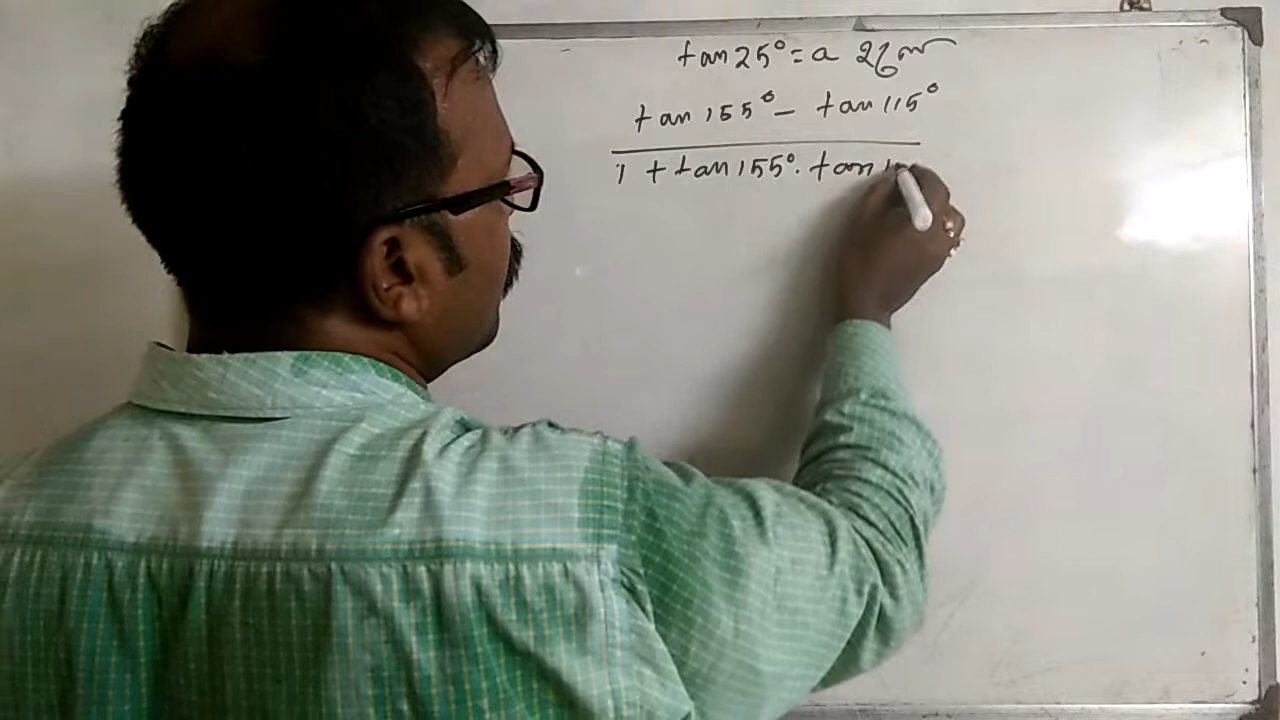 tan 25° = a
tan 155° - tan 115°
1 + tan 155° . tan 1